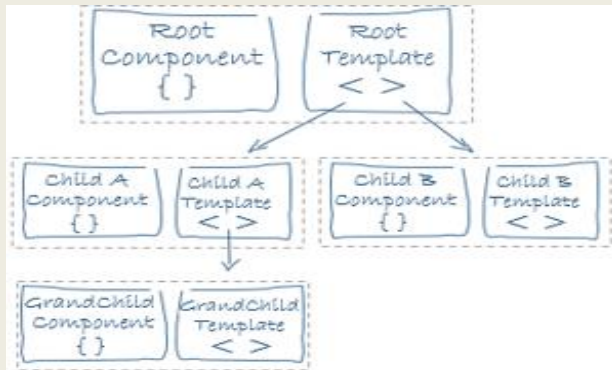 Root
Component
{ }
Root
Template
< >
Child A
Component
{ }
Child A
Template
< >
Child B
Component
{ }
Child B
Template
< >
GrandChild
Component
{ }
GrandChild
Template
< >